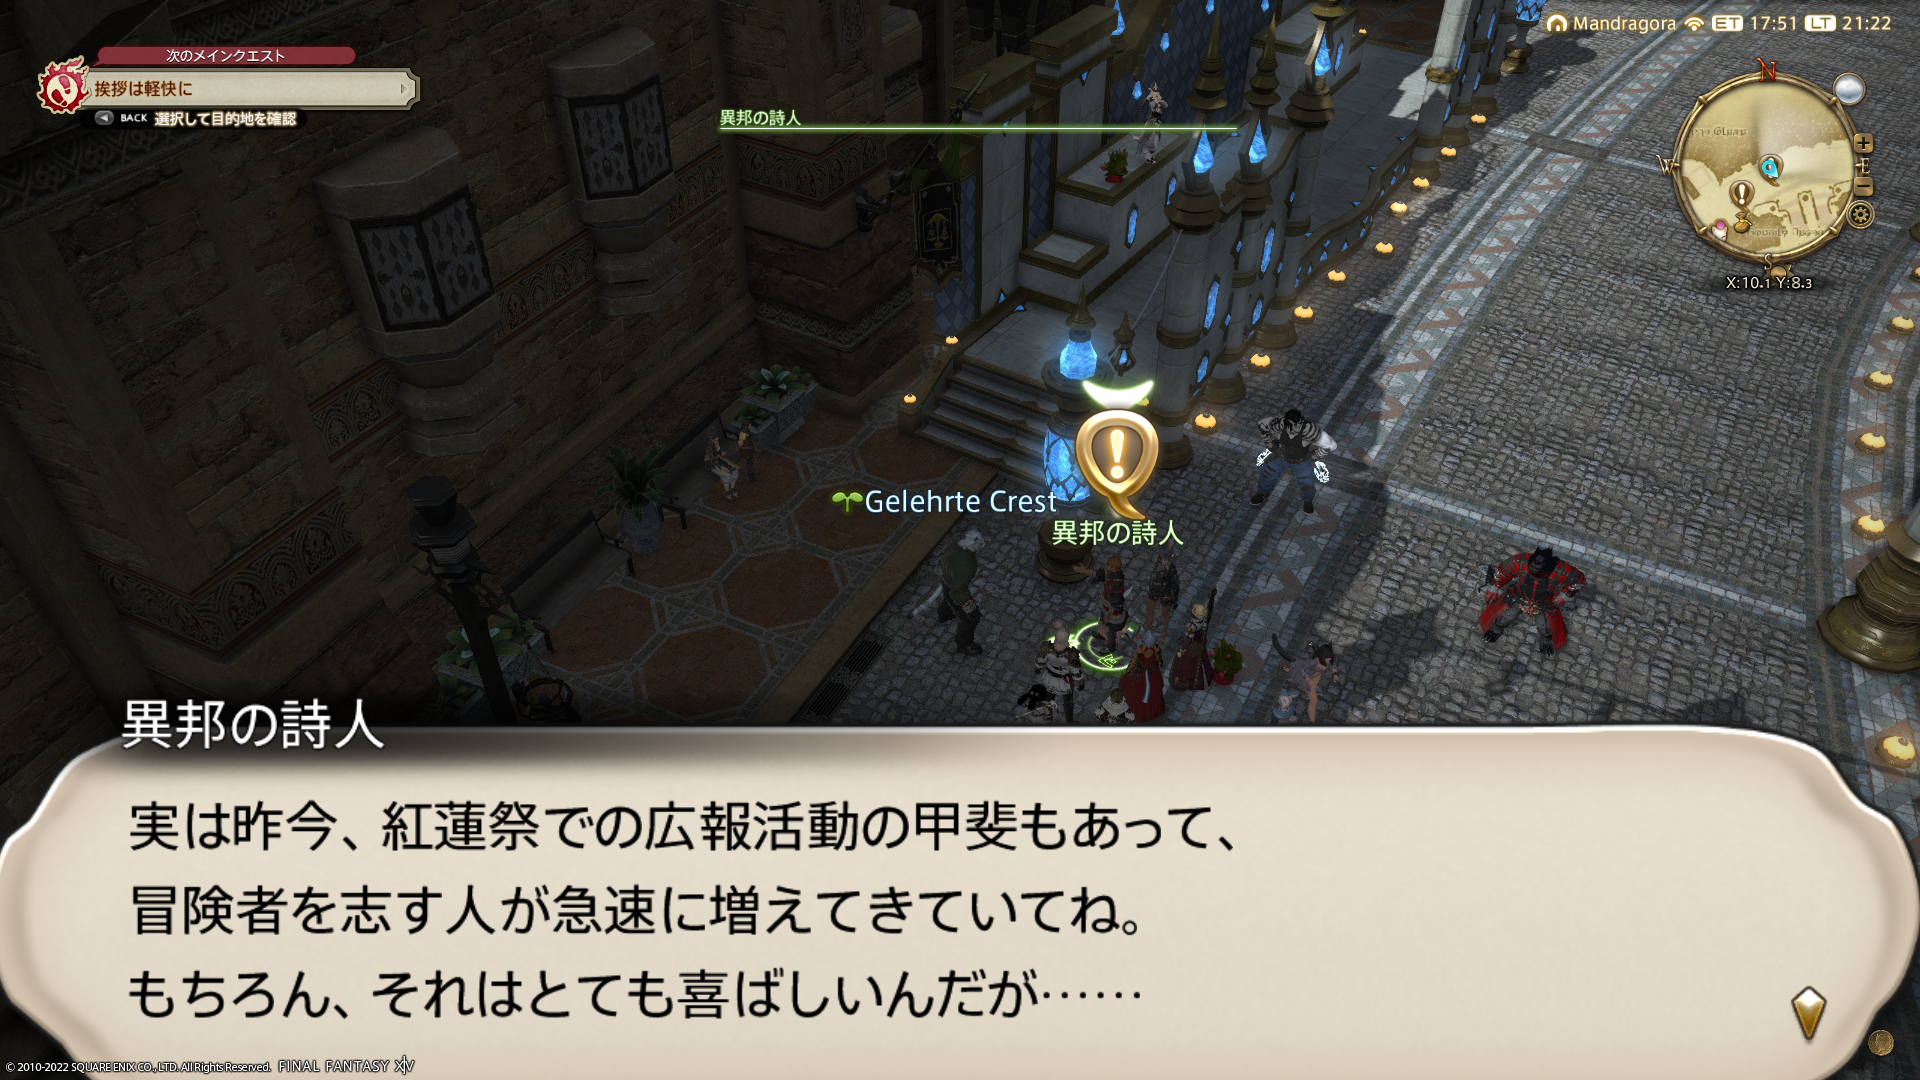 次のメインクエスト
挨拶は軽快に
BACK 選択して目的地を確認
Mandragora ET 17:51 LT 21:22
異邦の詩人
N
W
E
S
X:10.1 Y:8.3
Gelehrte Crest
異邦の詩人
異邦の詩人
実は昨今、紅蓮祭での広報活動の甲斐もあって、
冒険者を志す人が急速に増えてきていてね。
もちろん、それはとても喜ばしいんだが……
© 2010-2022 SQUARE ENIX CO., LTD. All Rights Reserved. FINAL FANTASY XIV